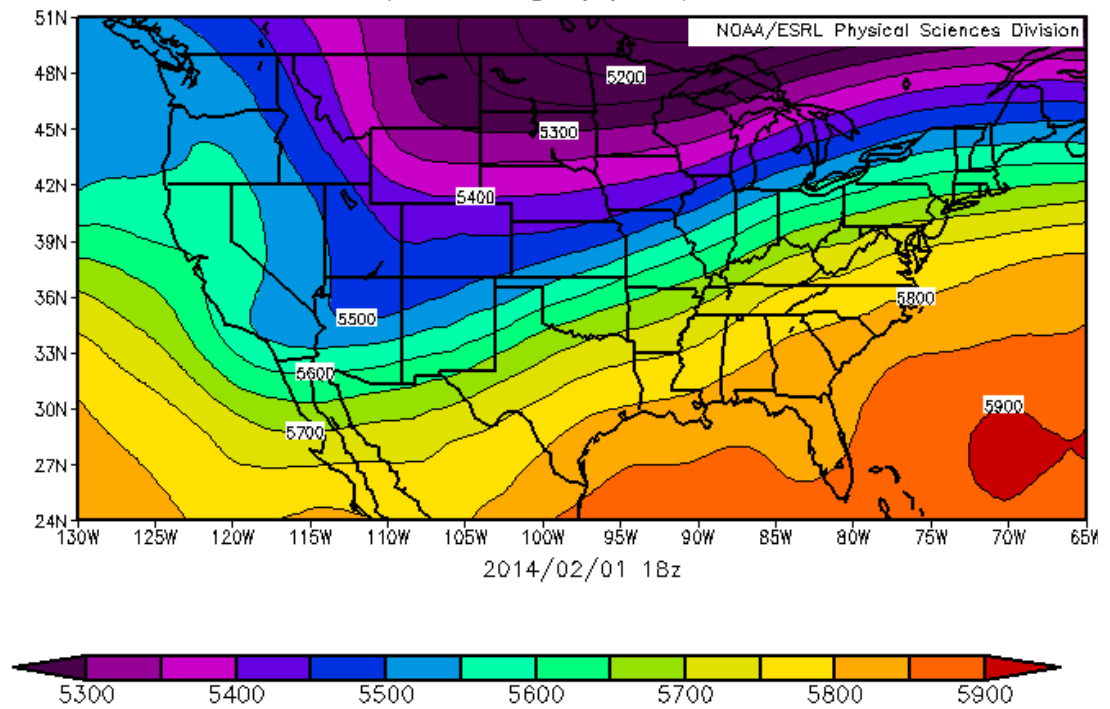 51N
NOAA/ESRL Physical Sciences Division
48N
5200
45N
5300
42N
5400
39N
36N
5800
5500
33N
5600
30N
5900
5700
27N
24N
130W 125W 120W 115W 110W 105W 100W 95W 90W 85W 80W 75W 70W 65W
2014/02/01 18z
5300 5400 5500 5600 5700 5800 5900